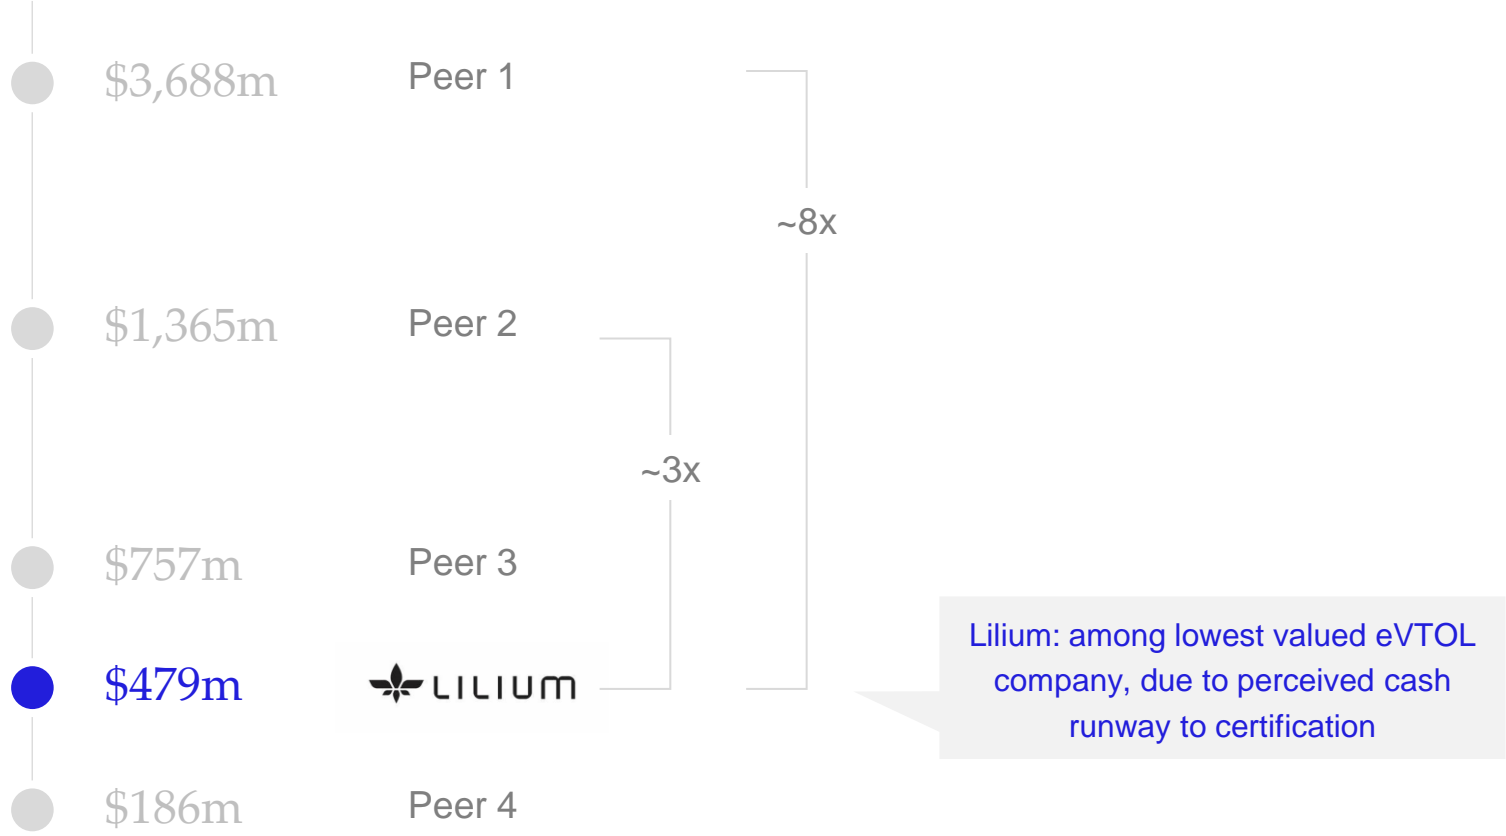 $3,688m Peer 1
~8x
$1,365m Peer 2
~3x
$757m Peer 3
$479m LILIUM
Lilium: among lowest valued eVTOL
company, due to perceived cash
runway to certification
$186m Peer 4